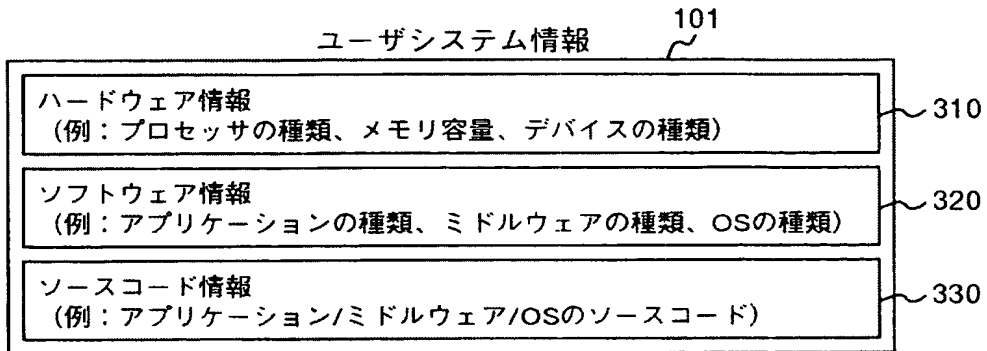 101
ユーザシステム情報
ハードウェア情報
(例：プロセッサの種類、メモリ容量、デバイスの種類)
310
ソフトウェア情報
(例：アプリケーションの種類、ミドルウェアの種類、OSの種類)
320
ソースコード情報
(例：アプリケーション/ミドルウェア/OSのソースコード)
330